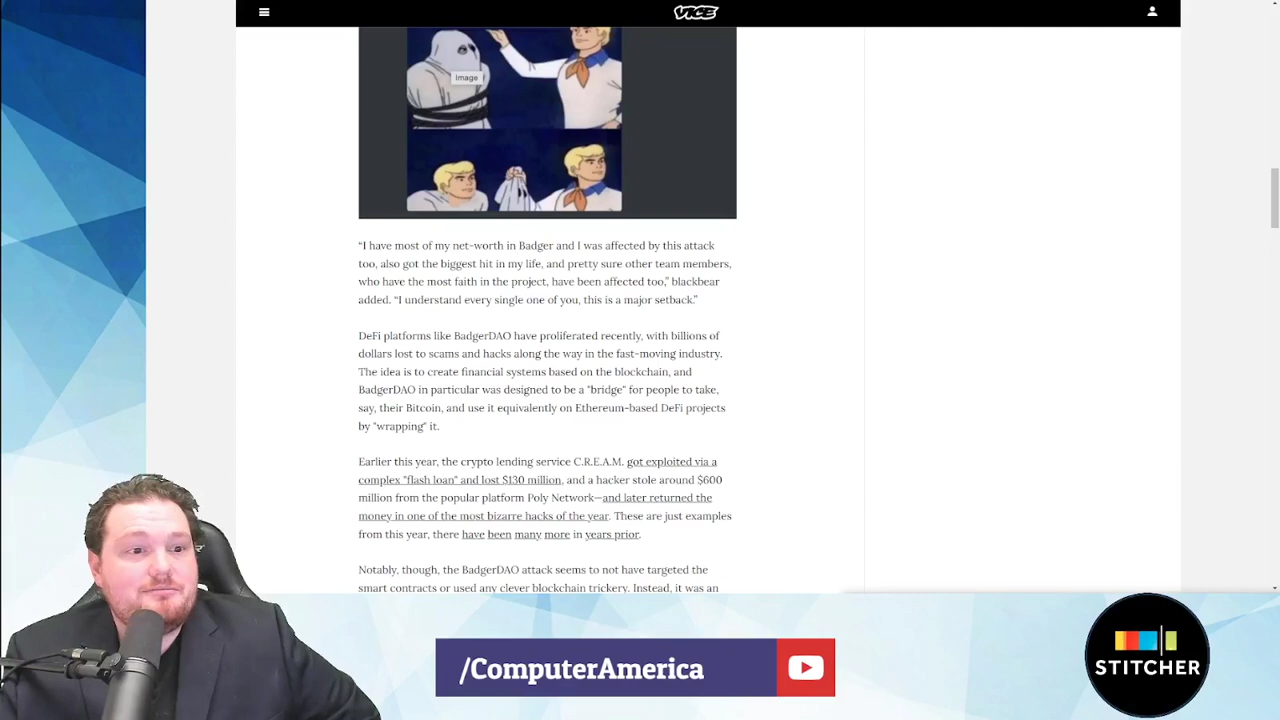 VICE
Image
“I have most of my net-worth in Badger and I was affected by this attack
too, also got the biggest hit in my life, and pretty sure other team members,
who have the most faith in the project, have been affected too,” blackbear
added. “I understand every single one of you, this is a major setback.”
DeFi platforms like BadgerDAO have proliferated recently, with billions of
dollars lost to scams and hacks along the way in the fast-moving industry.
The idea is to create financial systems based on the blockchain, and
BadgerDAO in particular was designed to be a "bridge" for people to take,
say, their Bitcoin, and use it equivalently on Ethereum-based DeFi projects
by "wrapping" it.
Earlier this year, the crypto lending service C.R.E.A.M. got exploited via a
complex "flash loan" and lost $130 million, and a hacker stole around $600
million from the popular platform Poly Network—and later returned the
money in one of the most bizarre hacks of the year. These are just examples
from this year, there have been many more in years prior.
Notably, though, the BadgerDAO attack seems to not have targeted the
smart contracts or used any clever blockchain trickery. Instead, it was an
/ComputerAmerica
STITCHER